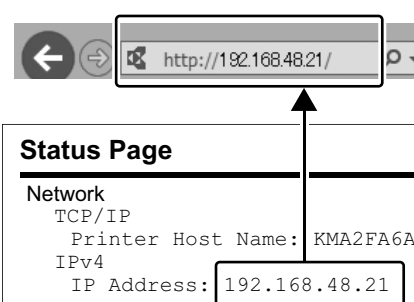 http://192.168.48.21/
Status Page
Network
TCP/IP
Printer Host Name: KMA2FA6A
IPv4
IP Address: 192.168.48.21